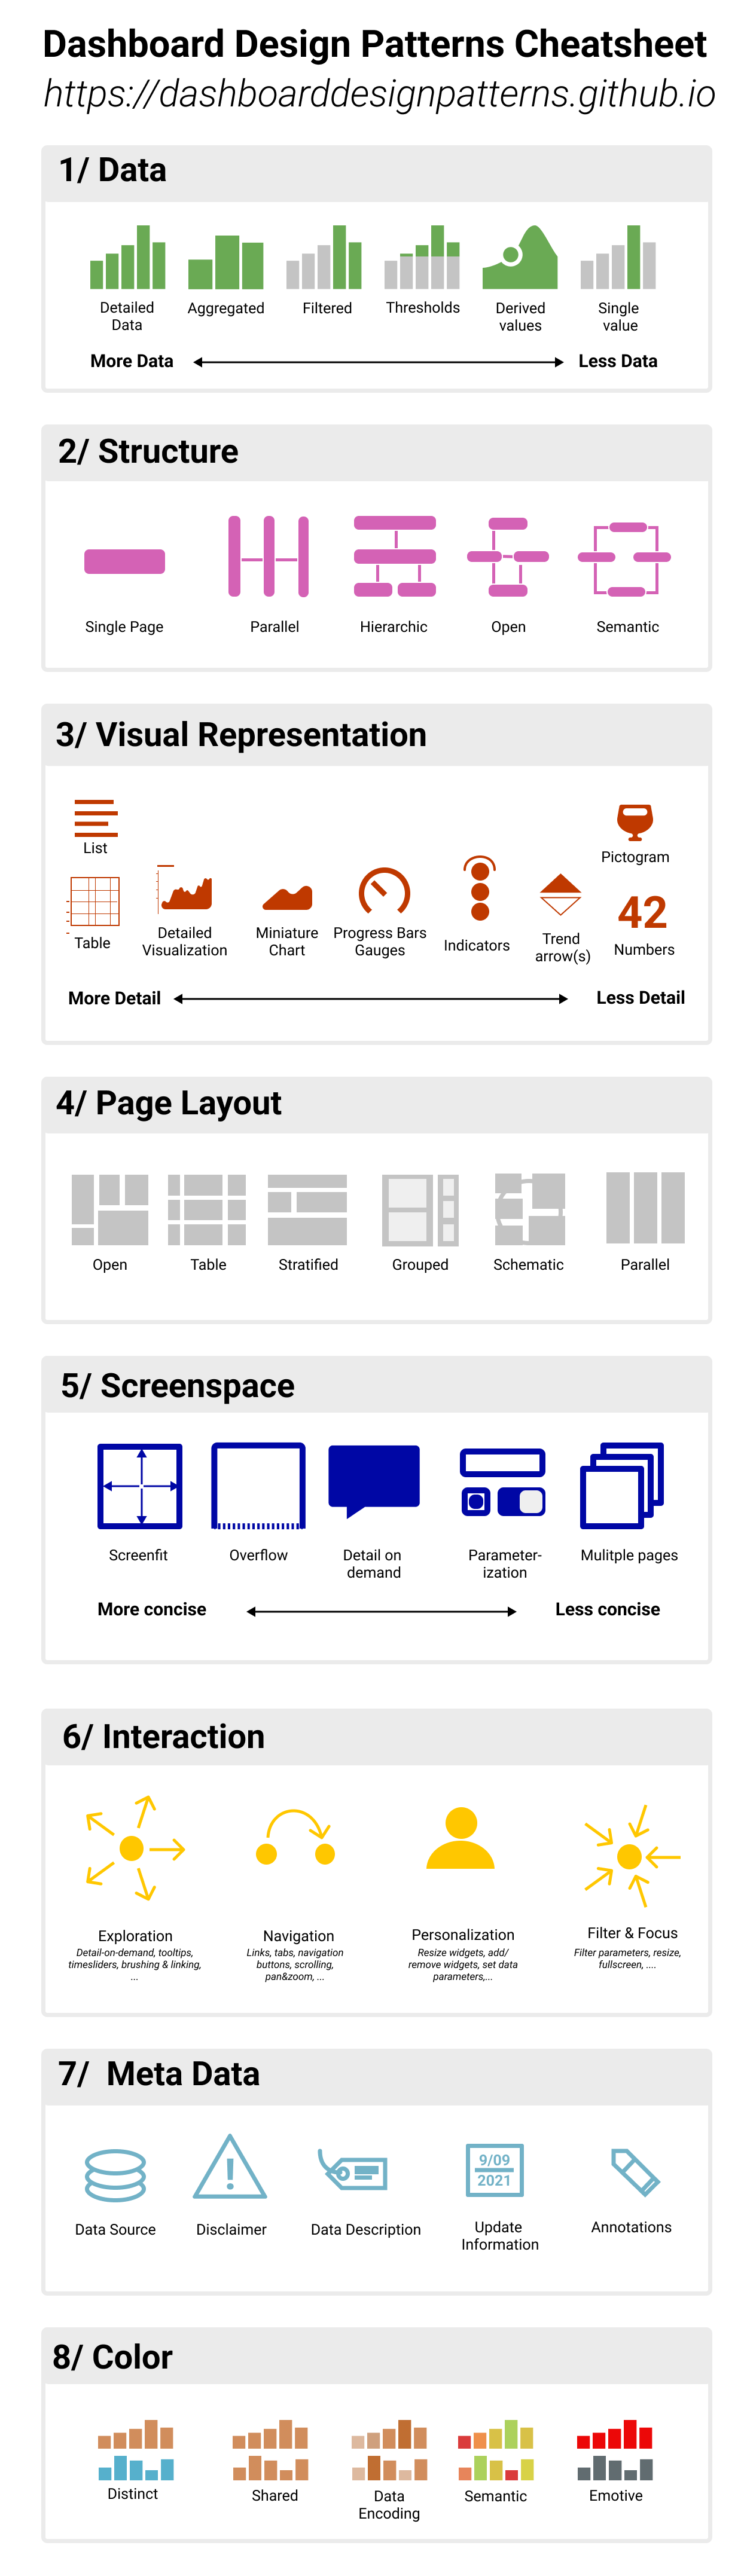 Dashboard Design Patterns Cheatsheet
https://dashboarddesignpatterns.github.io
1/ Data
Detailed
Data
Aggregated
Filtered
Thresholds
Derived
values
Single
value
More Data
Less Data
2/ Structure
Single Page
Parallel
Hierarchic
Open
Semantic
3/ Visual Representation
List
Pictogram
Table
Detailed
Visualization
Miniature
Chart
Progress Bars
Gauges
Indicators
Trend
arrow(s)
42
Numbers
More Detail
Less Detail
4/ Page Layout
Open
Table
Stratified
Grouped
Schematic
Parallel
5/ Screenspace
Screenfit
Overflow
Detail on
demand
Parameter-
ization
Mulitple pages
More concise
Less concise
6/ Interaction
Exploration
Detail-on-demand, tooltips,
timesliders, brushing & linking,
...
Navigation
Links, tabs, navigation
buttons, scrolling,
pan&zoom, ...
Personalization
Resize widgets, add/
remove widgets, set data
parameters,...
Filter & Focus
Filter parameters, resize,
fullscreen, ....
7/ Meta Data
Data Source
Disclaimer
Data Description
9/09
2021
Update
Information
Annotations
8/ Color
Distinct
Shared
Data
Encoding
Semantic
Emotive